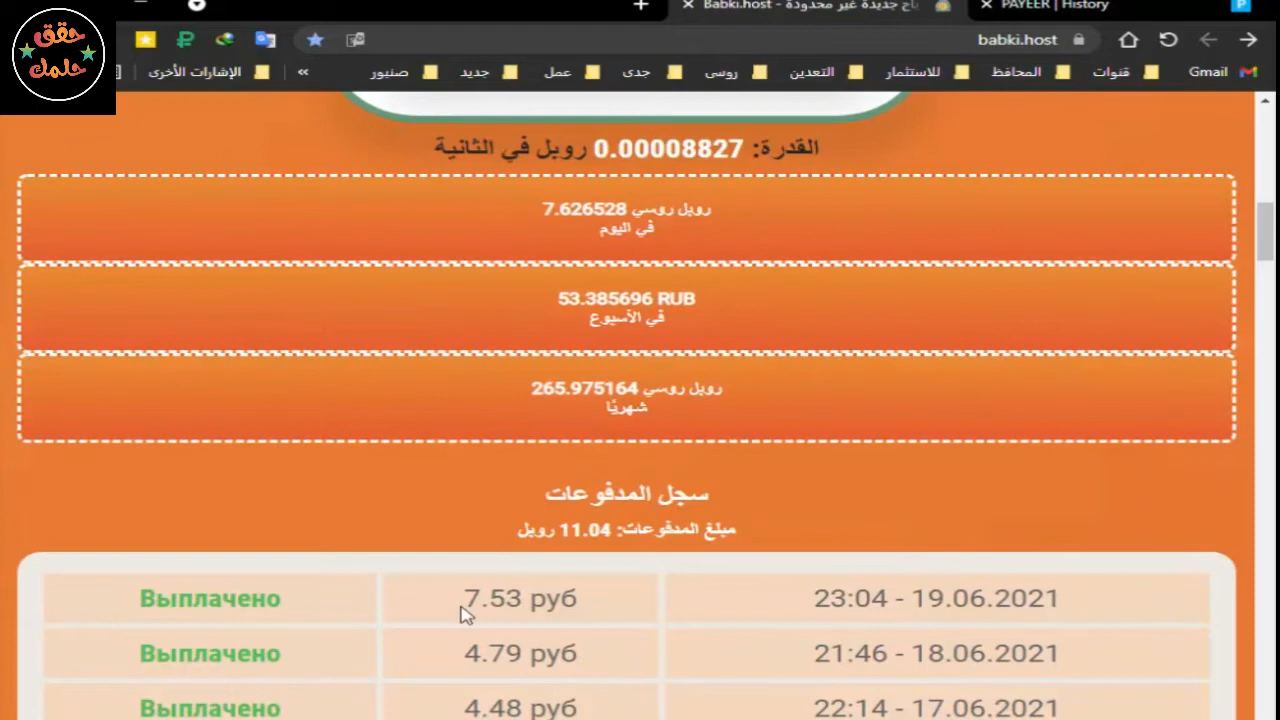 حقق
حلمك
Babki.host - باح جديدة غير محدودة
PAYEER | History
babki.host
Gmail
قنوات
المحافظ
للاستثمار
التعدين
روسى
جدى
عمل
جديد
صنبور
»
الإشارات الأخرى
القدرة: 0.00008827 روبل في الثانية
روبل روسي 7.626528
في اليوم
53.385696 RUB
في الأسبوع
روبل روسي 265.975164
شهريًا
سجل المدفوعات
مبلغ المدفوعات: 11.04 روبل
Выплачено 7.53 руб 23:04 - 19.06.2021
Выплачено 4.79 руб 21:46 - 18.06.2021
Выплачено 4.48 руб 22:14 - 17.06.2021